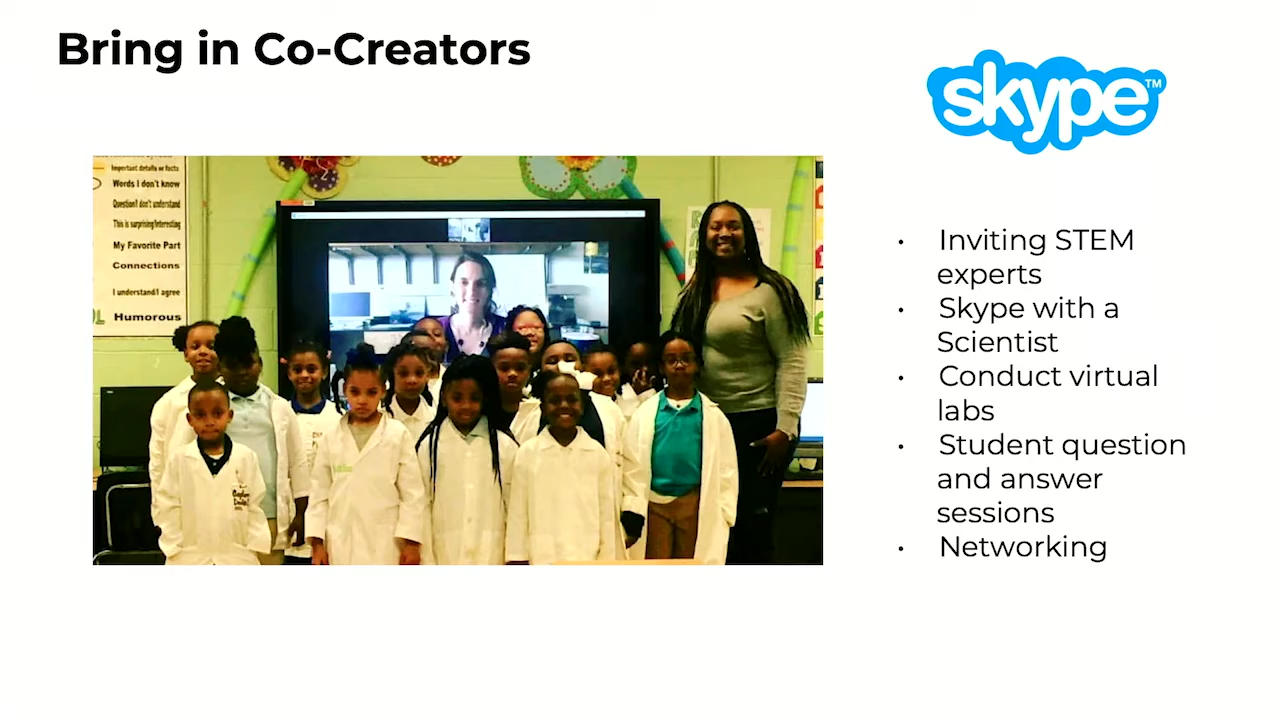 Bring in Co-Creators
skype™
Important details or facts
Words I don't know
Question I don't understand
This is surprising/interesting
My Favorite Part
Connections
I understand/I agree
Humorous
• Inviting STEM
experts
• Skype with a
Scientist
• Conduct virtual
labs
• Student question
and answer
sessions
• Networking